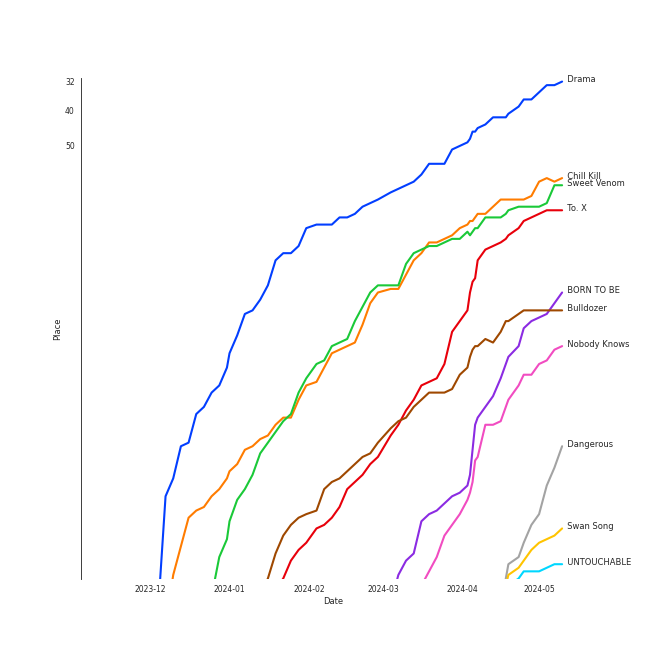 32
40
50
Place
Drama
Chill Kill
Sweet Venom
To. X
BORN TO BE
Bulldozer
Nobody Knows
Dangerous
Swan Song
UNTOUCHABLE
2023-12 2024-01 2024-02 2024-03 2024-04 2024-05
Date